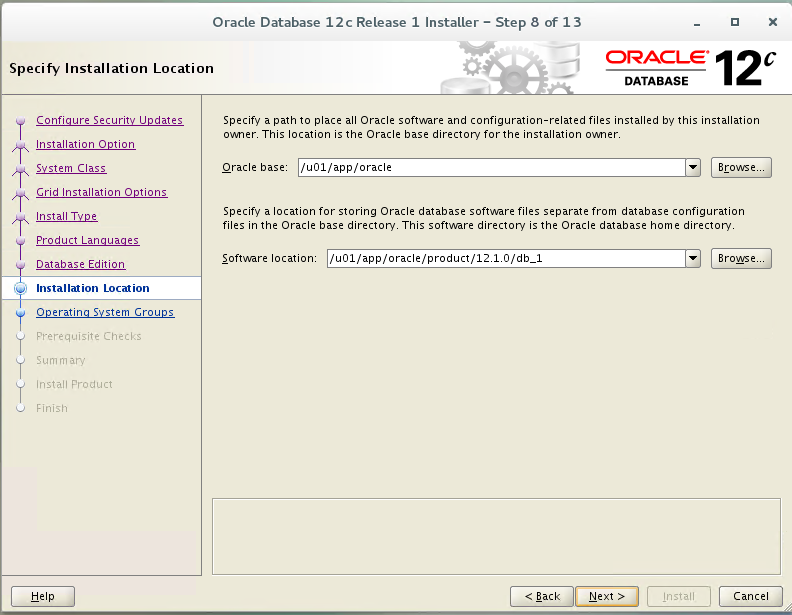 Oracle Database 12c Release 1 Installer - Step 8 of 13
Specify Installation Location
ORACLE®
DATABASE
12c
Configure Security Updates
Installation Option
System Class
Grid Installation Options
Install Type
Product Languages
Database Edition
Installation Location
Operating System Groups
Prerequisite Checks
Summary
Install Product
Finish
Specify a path to place all Oracle software and configuration-related files installed by this installation
owner. This location is the Oracle base directory for the installation owner.
Oracle base: /u01/app/oracle Browse...
Specify a location for storing Oracle database software files separate from database configuration
files in the Oracle base directory. This software directory is the Oracle database home directory.
Software location: /u01/app/oracle/product/12.1.0/db_1 Browse...
Help < Back Next > Install Cancel